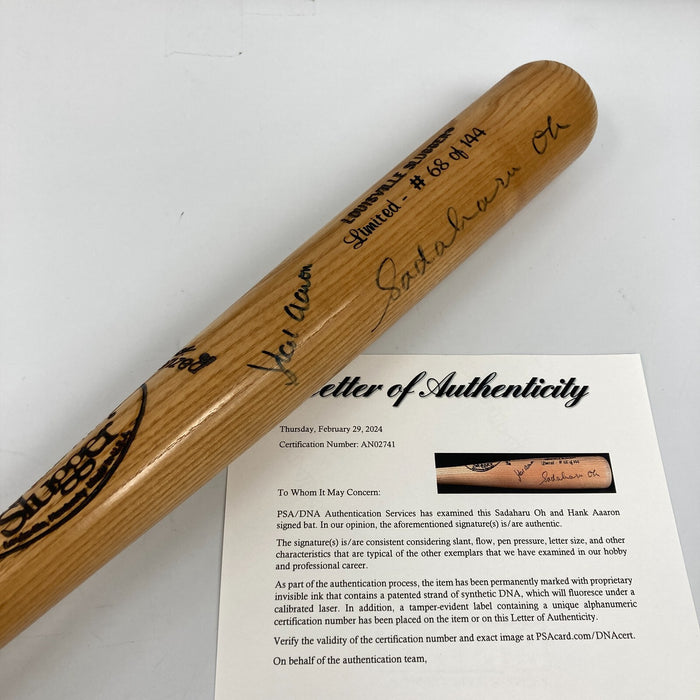 LOUISVILLE SLUGGERS
Limited - # 68 of 144
Sadaharu Oh
Hank Aaron
Slugger
Letter of Authenticity
Thursday, February 29, 2024
Certification Number: AN02741
To Whom It May Concern:
PSA/DNA Authentication Services has examined this Sadaharu Oh and Hank Aaaron
signed bat. In our opinion, the aforementioned signature(s) is/are authentic.
The signature(s) is/are consistent considering slant, flow, pen pressure, letter size, and other
characteristics that are typical of the other exemplars that we have examined in our hobby
and professional career.
As part of the authentication process, the item has been permanently marked with proprietary
invisible ink that contains a patented strand of synthetic DNA, which will fluoresce under a
calibrated laser. In addition, a tamper-evident label containing a unique alphanumeric
certification number has been placed on the item or on this Letter of Authenticity.
Verify the validity of the certification number and exact image at PSAcard.com/DNAcert.
On behalf of the authentication team,